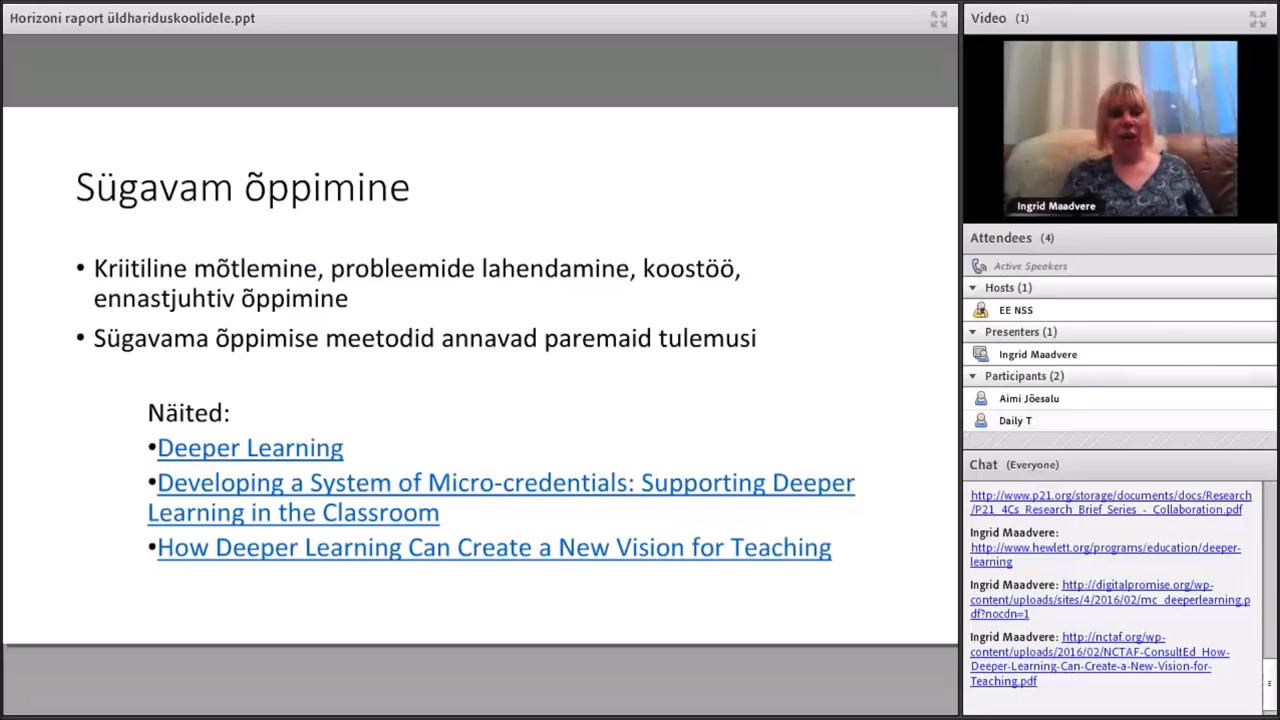 Horizoni raport üldhariduskoolidele.ppt
Sügavam õppimine
• Kriitiline mõtlemine, probleemide lahendamine, koostöö,
ennastjuhtiv õppimine
• Sügavama õppimise meetodid annavad paremaid tulemusi
Näited:
•Deeper Learning
•Developing a System of Micro-credentials: Supporting Deeper
Learning in the Classroom
•How Deeper Learning Can Create a New Vision for Teaching
Video (1)
Ingrid Maadvere
Attendees (4)
Active Speakers
Hosts (1)
EE NSS
Presenters (1)
Ingrid Maadvere
Participants (2)
Aimi Jõesalu
Daily T
Chat (Everyone)
http://www.p21.org/storage/documents/docs/Research
/P21_4Cs_Research_Brief_Series_-_Collaboration.pdf
Ingrid Maadvere:
http://www.hewlett.org/programs/education/deeper-
learning
Ingrid Maadvere: http://digitalpromise.org/wp-
content/uploads/sites/4/2016/02/mc_deeperlearning.p
df?nocdn=1
Ingrid Maadvere: http://nctaf.org/wp-
content/uploads/2016/02/NCTAF-ConsultEd_How-
Deeper-Learning-Can-Create-a-New-Vision-for-
Teaching.pdf